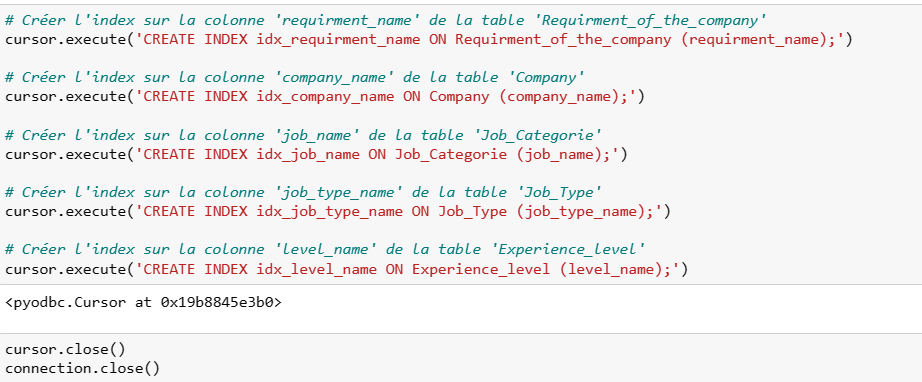 # Créer l'index sur la colonne 'requirment_name' de la table 'Requirment_of_the_company'
cursor.execute('CREATE INDEX idx_requirment_name ON Requirment_of_the_company (requirment_name);')
# Créer l'index sur la colonne 'company_name' de la table 'Company'
cursor.execute('CREATE INDEX idx_company_name ON Company (company_name);')
# Créer l'index sur la colonne 'job_name' de la table 'Job_Categorie'
cursor.execute('CREATE INDEX idx_job_name ON Job_Categorie (job_name);')
# Créer l'index sur la colonne 'job_type_name' de la table 'Job_Type'
cursor.execute('CREATE INDEX idx_job_type_name ON Job_Type (job_type_name);')
# Créer l'index sur la colonne 'level_name' de la table 'Experience_level'
cursor.execute('CREATE INDEX idx_level_name ON Experience_level (level_name);')
<pyodbc.Cursor at 0x19b8845e3b0>
cursor.close()
connection.close()